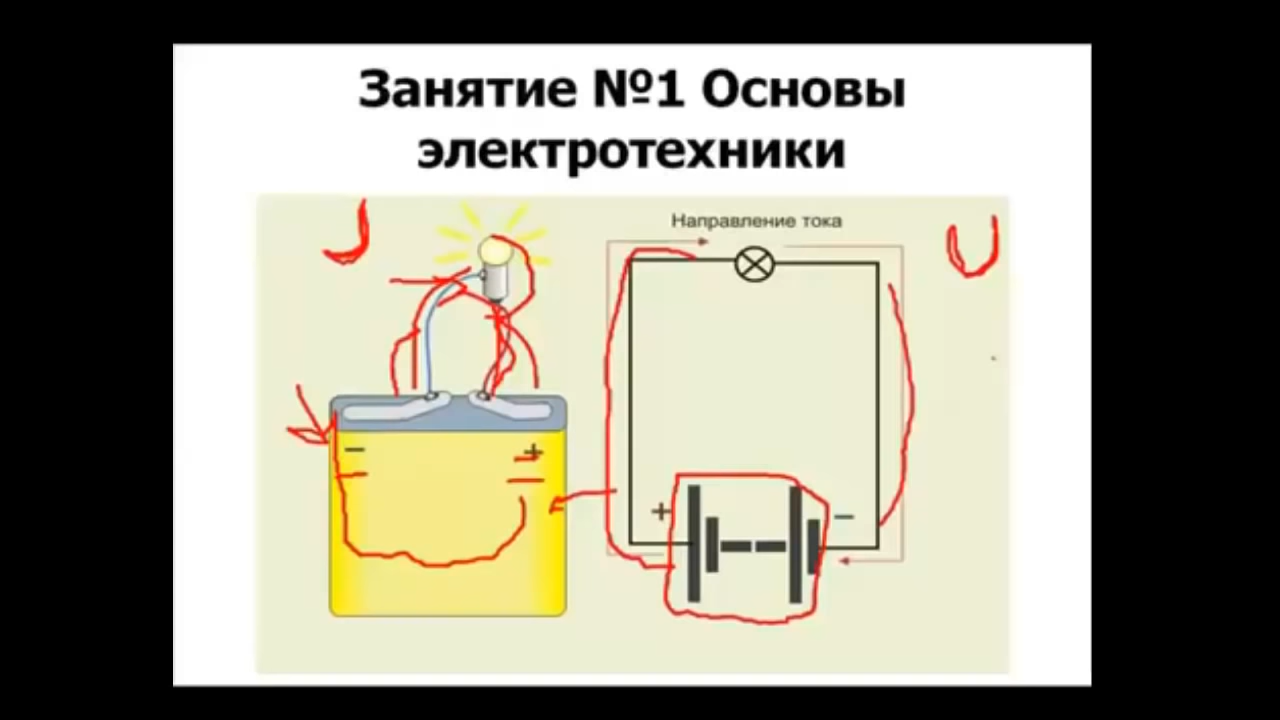 Занятие №1 Основы
электротехники
Направление тока
J
U
− +
+ −